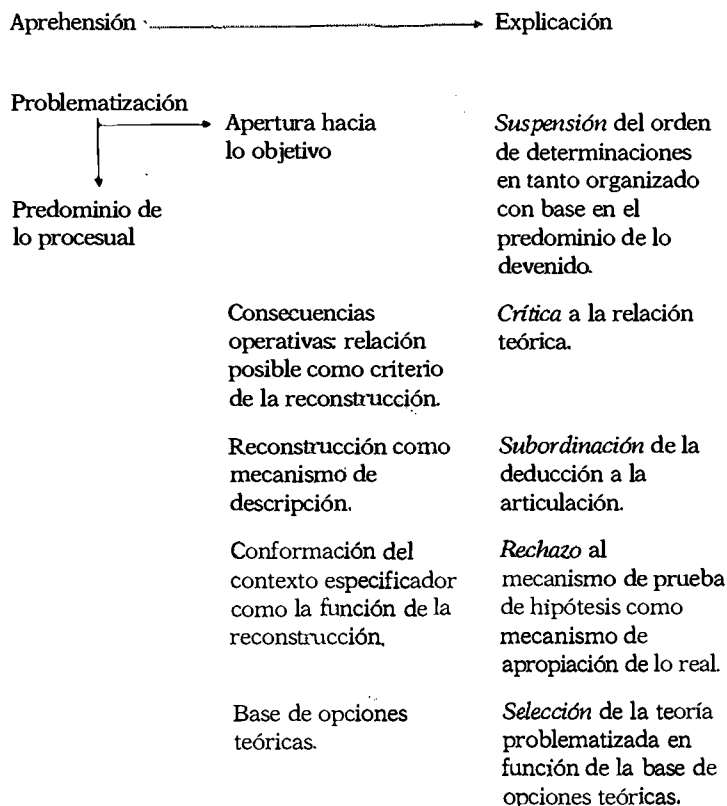 Aprehensión → Explicación
Problematización
Apertura hacia
lo objetivo
Predominio de
lo procesual
Suspensión del orden
de determinaciones
en tanto organizado
con base en el
predominio de lo
devenido.
Consecuencias
operativas: relación
posible como criterio
de la reconstrucción.
Crítica a la relación
teórica.
Reconstrucción como
mecanismo de
descripción.
Subordinación de la
deducción a la
articulación.
Conformación del
contexto especificador
como la función de la
reconstrucción.
Rechazo al
mecanismo de prueba
de hipótesis como
mecanismo de
apropiación de lo real.
Base de opciones
teóricas.
Selección de la teoría
problematizada en
función de la base de
opciones teóricas.